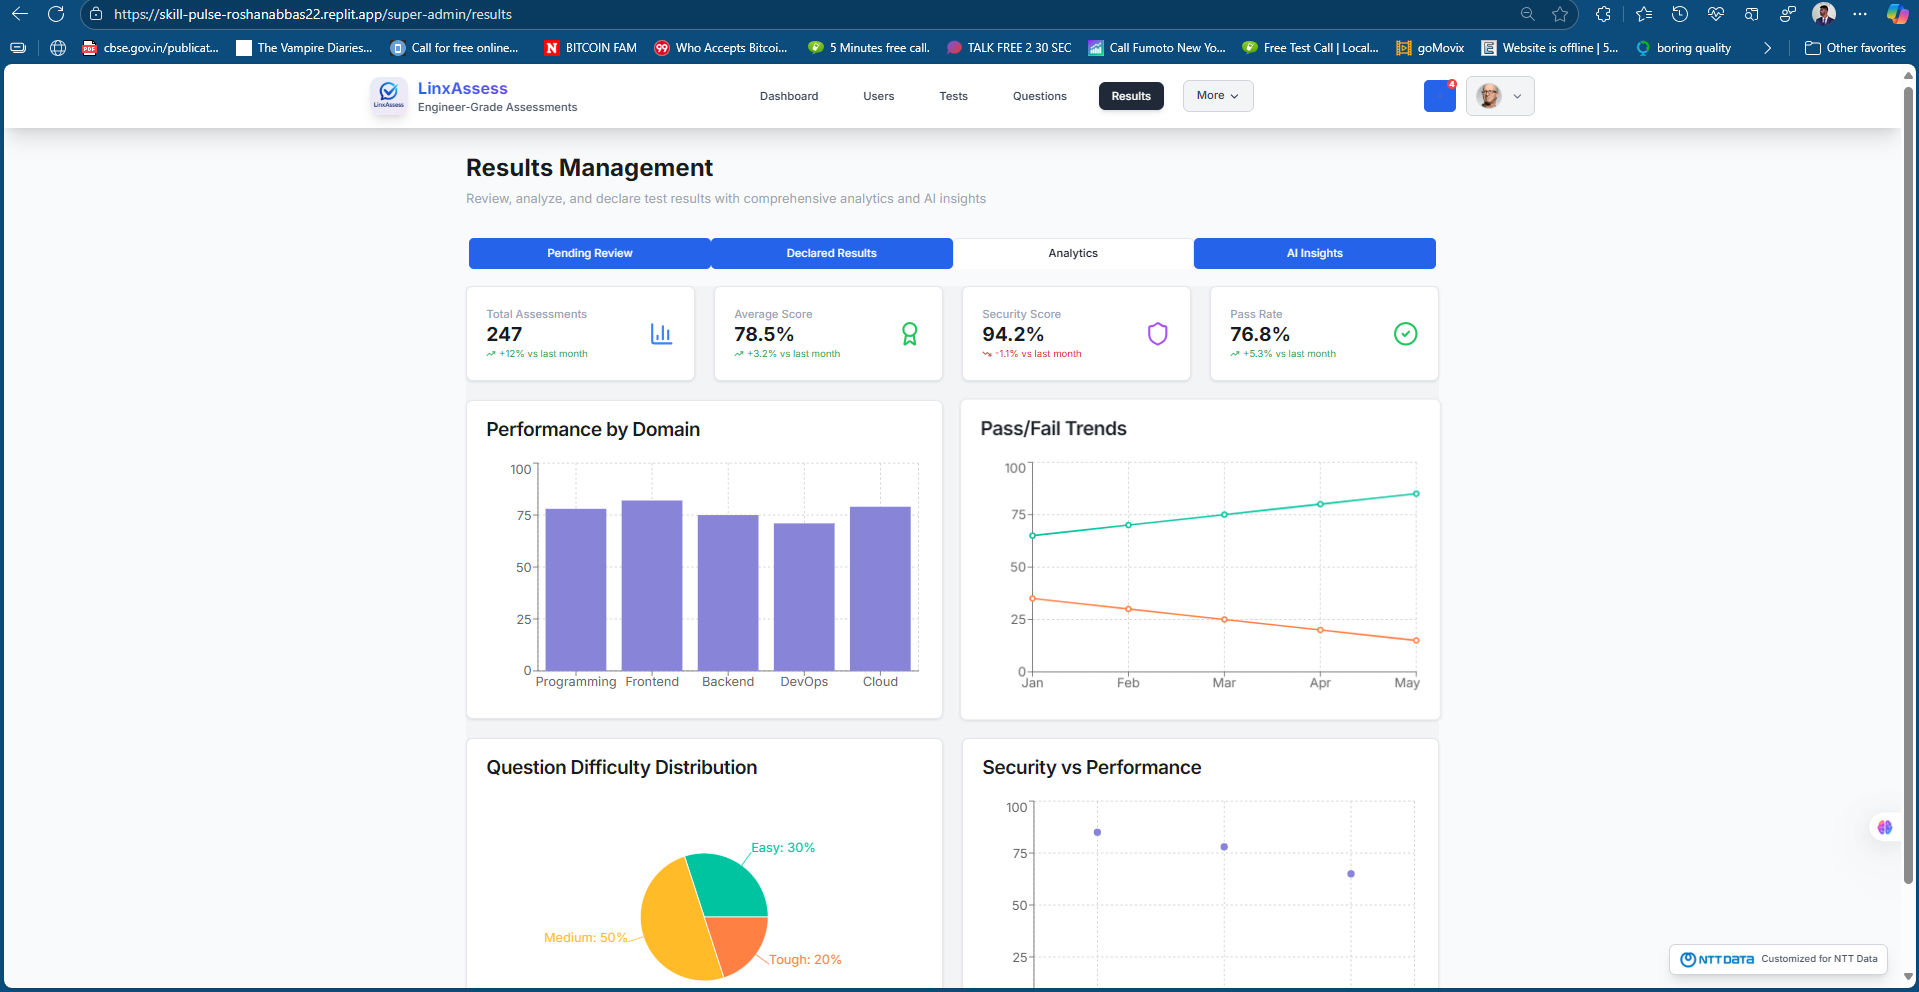 https://skill-pulse-roshanabbas22.replit.app/super-admin/results
cbse.gov.in/publicat... The Vampire Diaries... Call for free online... BITCOIN FAM Who Accepts Bitcoi... 5 Minutes free call. TALK FREE 2 30 SEC Call Fumoto New Yo... Free Test Call | Local... goMovix Website is offline | 5... boring quality Other favorites
LinxAssess
LinxAssess
Engineer-Grade Assessments
Dashboard Users Tests Questions Results More
4
Results Management
Review, analyze, and declare test results with comprehensive analytics and AI insights
Pending Review Declared Results Analytics AI Insights
Total Assessments
247
+12% vs last month
Average Score
78.5%
+3.2% vs last month
Security Score
94.2%
-1.1% vs last month
Pass Rate
76.8%
+5.3% vs last month
Performance by Domain
100
75
50
25
0
Programming Frontend Backend DevOps Cloud
Pass/Fail Trends
100
75
50
25
0
Jan Feb Mar Apr May
Question Difficulty Distribution
Easy: 30%
Medium: 50%
Tough: 20%
Security vs Performance
100
75
50
25
NTT DATA Customized for NTT Data